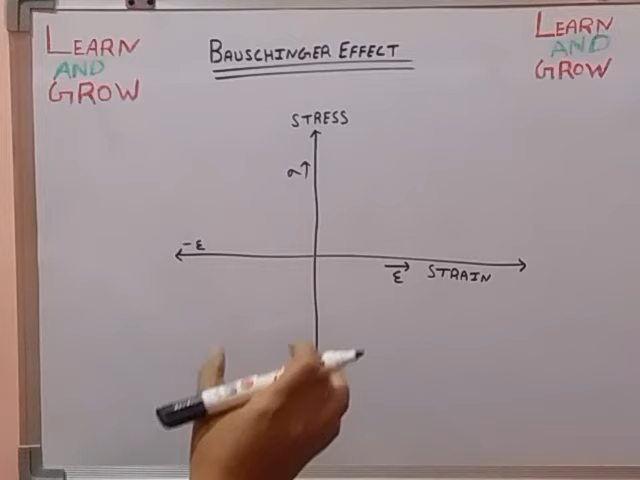 LEARN
AND
GROW
BAUSCHINGER EFFECT
LEARN
AND
GROW
STRESS
σ↑
-ε
ε
STRAIN